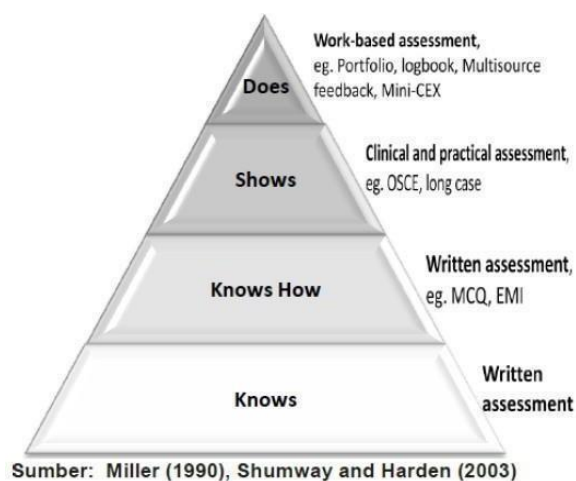 Does
Work-based assessment,
eg. Portfolio, logbook, Multisource
feedback, Mini-CEX
Shows
Clinical and practical assessment,
eg. OSCE, long case
Knows How
Written assessment,
eg. MCQ, EMI
Knows
Written
assessment
Sumber: Miller (1990), Shumway and Harden (2003)